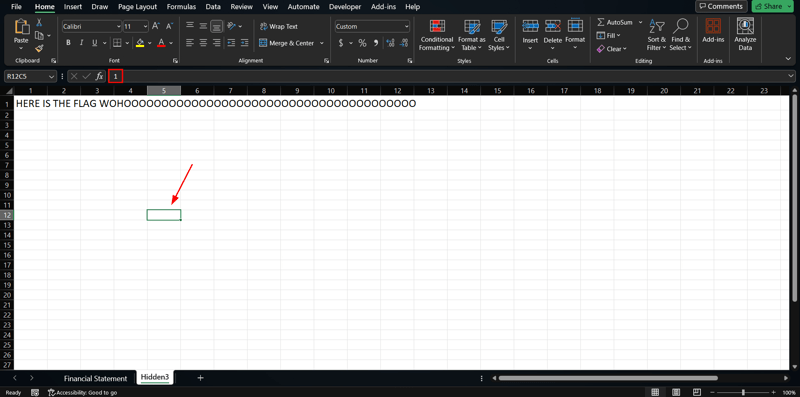 File Home Insert Draw Page Layout Formulas Data Review View Automate Developer Add-ins Help Comments Share
Paste
Clipboard
Calibri 11 A A
B I U
Font
Wrap Text
Merge & Center
Alignment
Custom
$ % 9
Number
Conditional Formatting
Format as Table
Cell Styles
Styles
Insert Delete Format
Cells
AutoSum
Fill
Clear
Sort & Filter
Find & Select
Editing
Add-ins
Add-ins
Analyze Data
R12C5 fx 1
1 2 3 4 5 6 7 8 9 10 11 12 13 14 15 16 17 18 19 20 21 22 23
1 HERE IS THE FLAG WOHOOOOOOOOOOOOOOOOOOOOOOOOOOOOOOOOOOOOOOO
2
3
4
5
6
7
8
9
10
11
12
13
14
15
16
17
18
19
20
21
22
23
24
25
26
27
Financial Statement Hidden3 +
Ready Accessibility: Good to go 100%